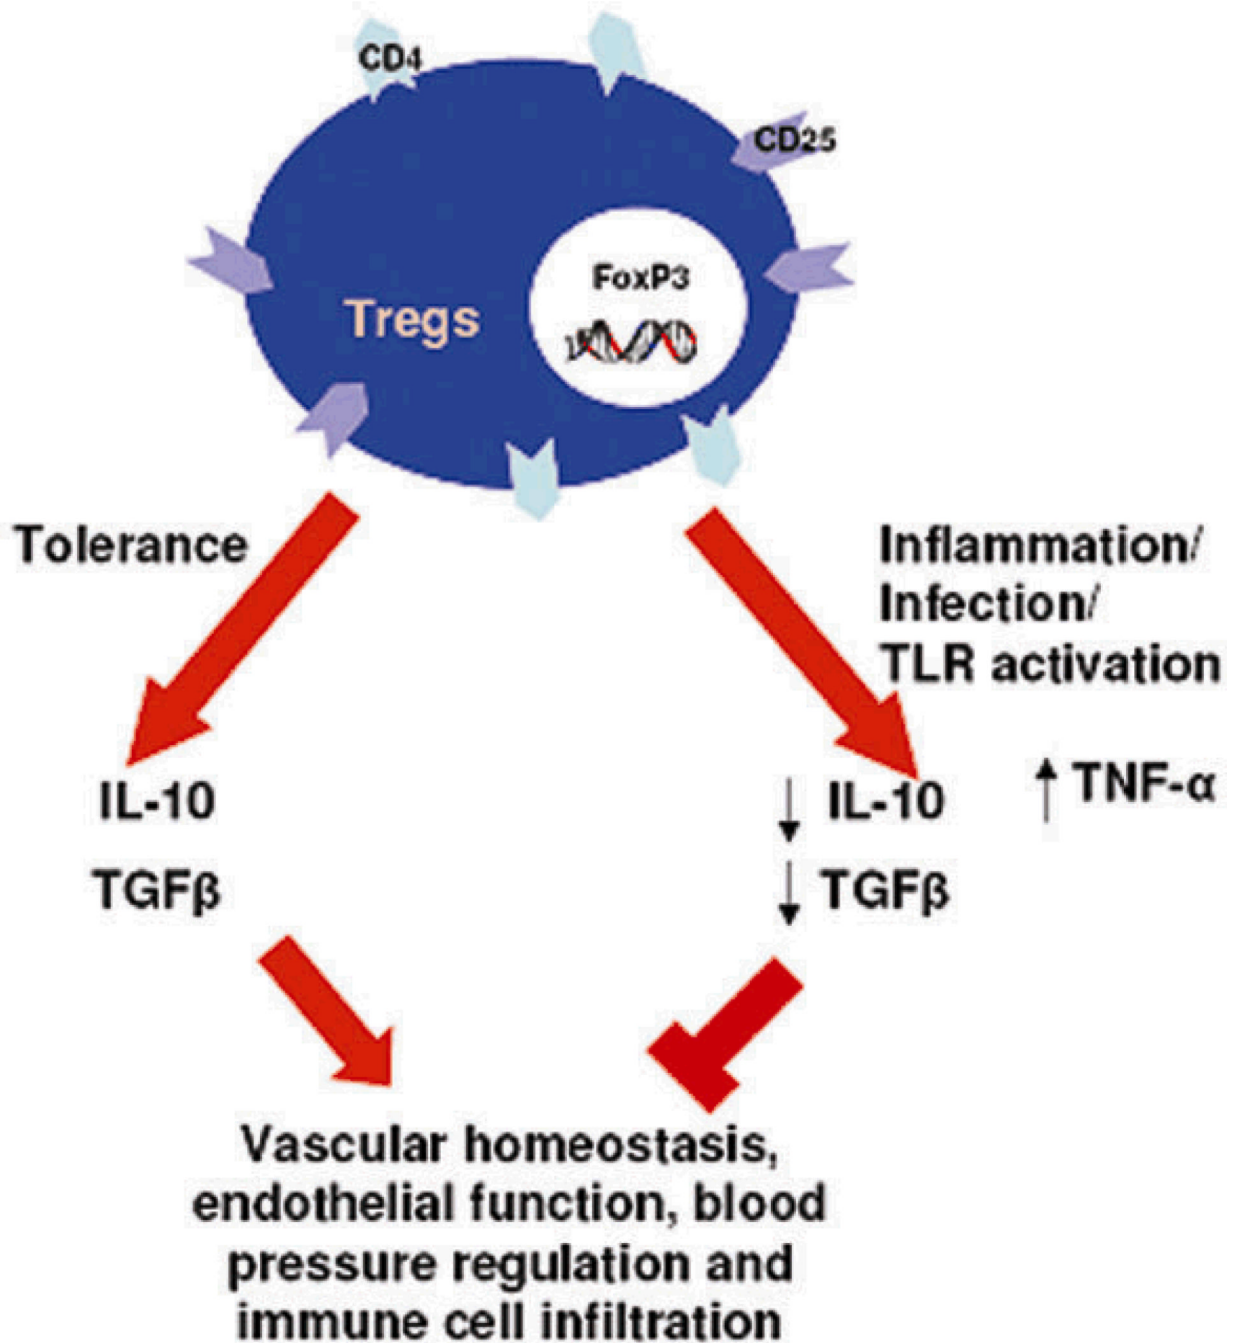 CD4
CD25
FoxP3
Tregs
Tolerance
Inflammation/
Infection/
TLR activation
IL-10
TGFβ
IL-10
TNF-α
TGFβ
Vascular homeostasis,
endothelial function, blood
pressure regulation and
immune cell infiltration